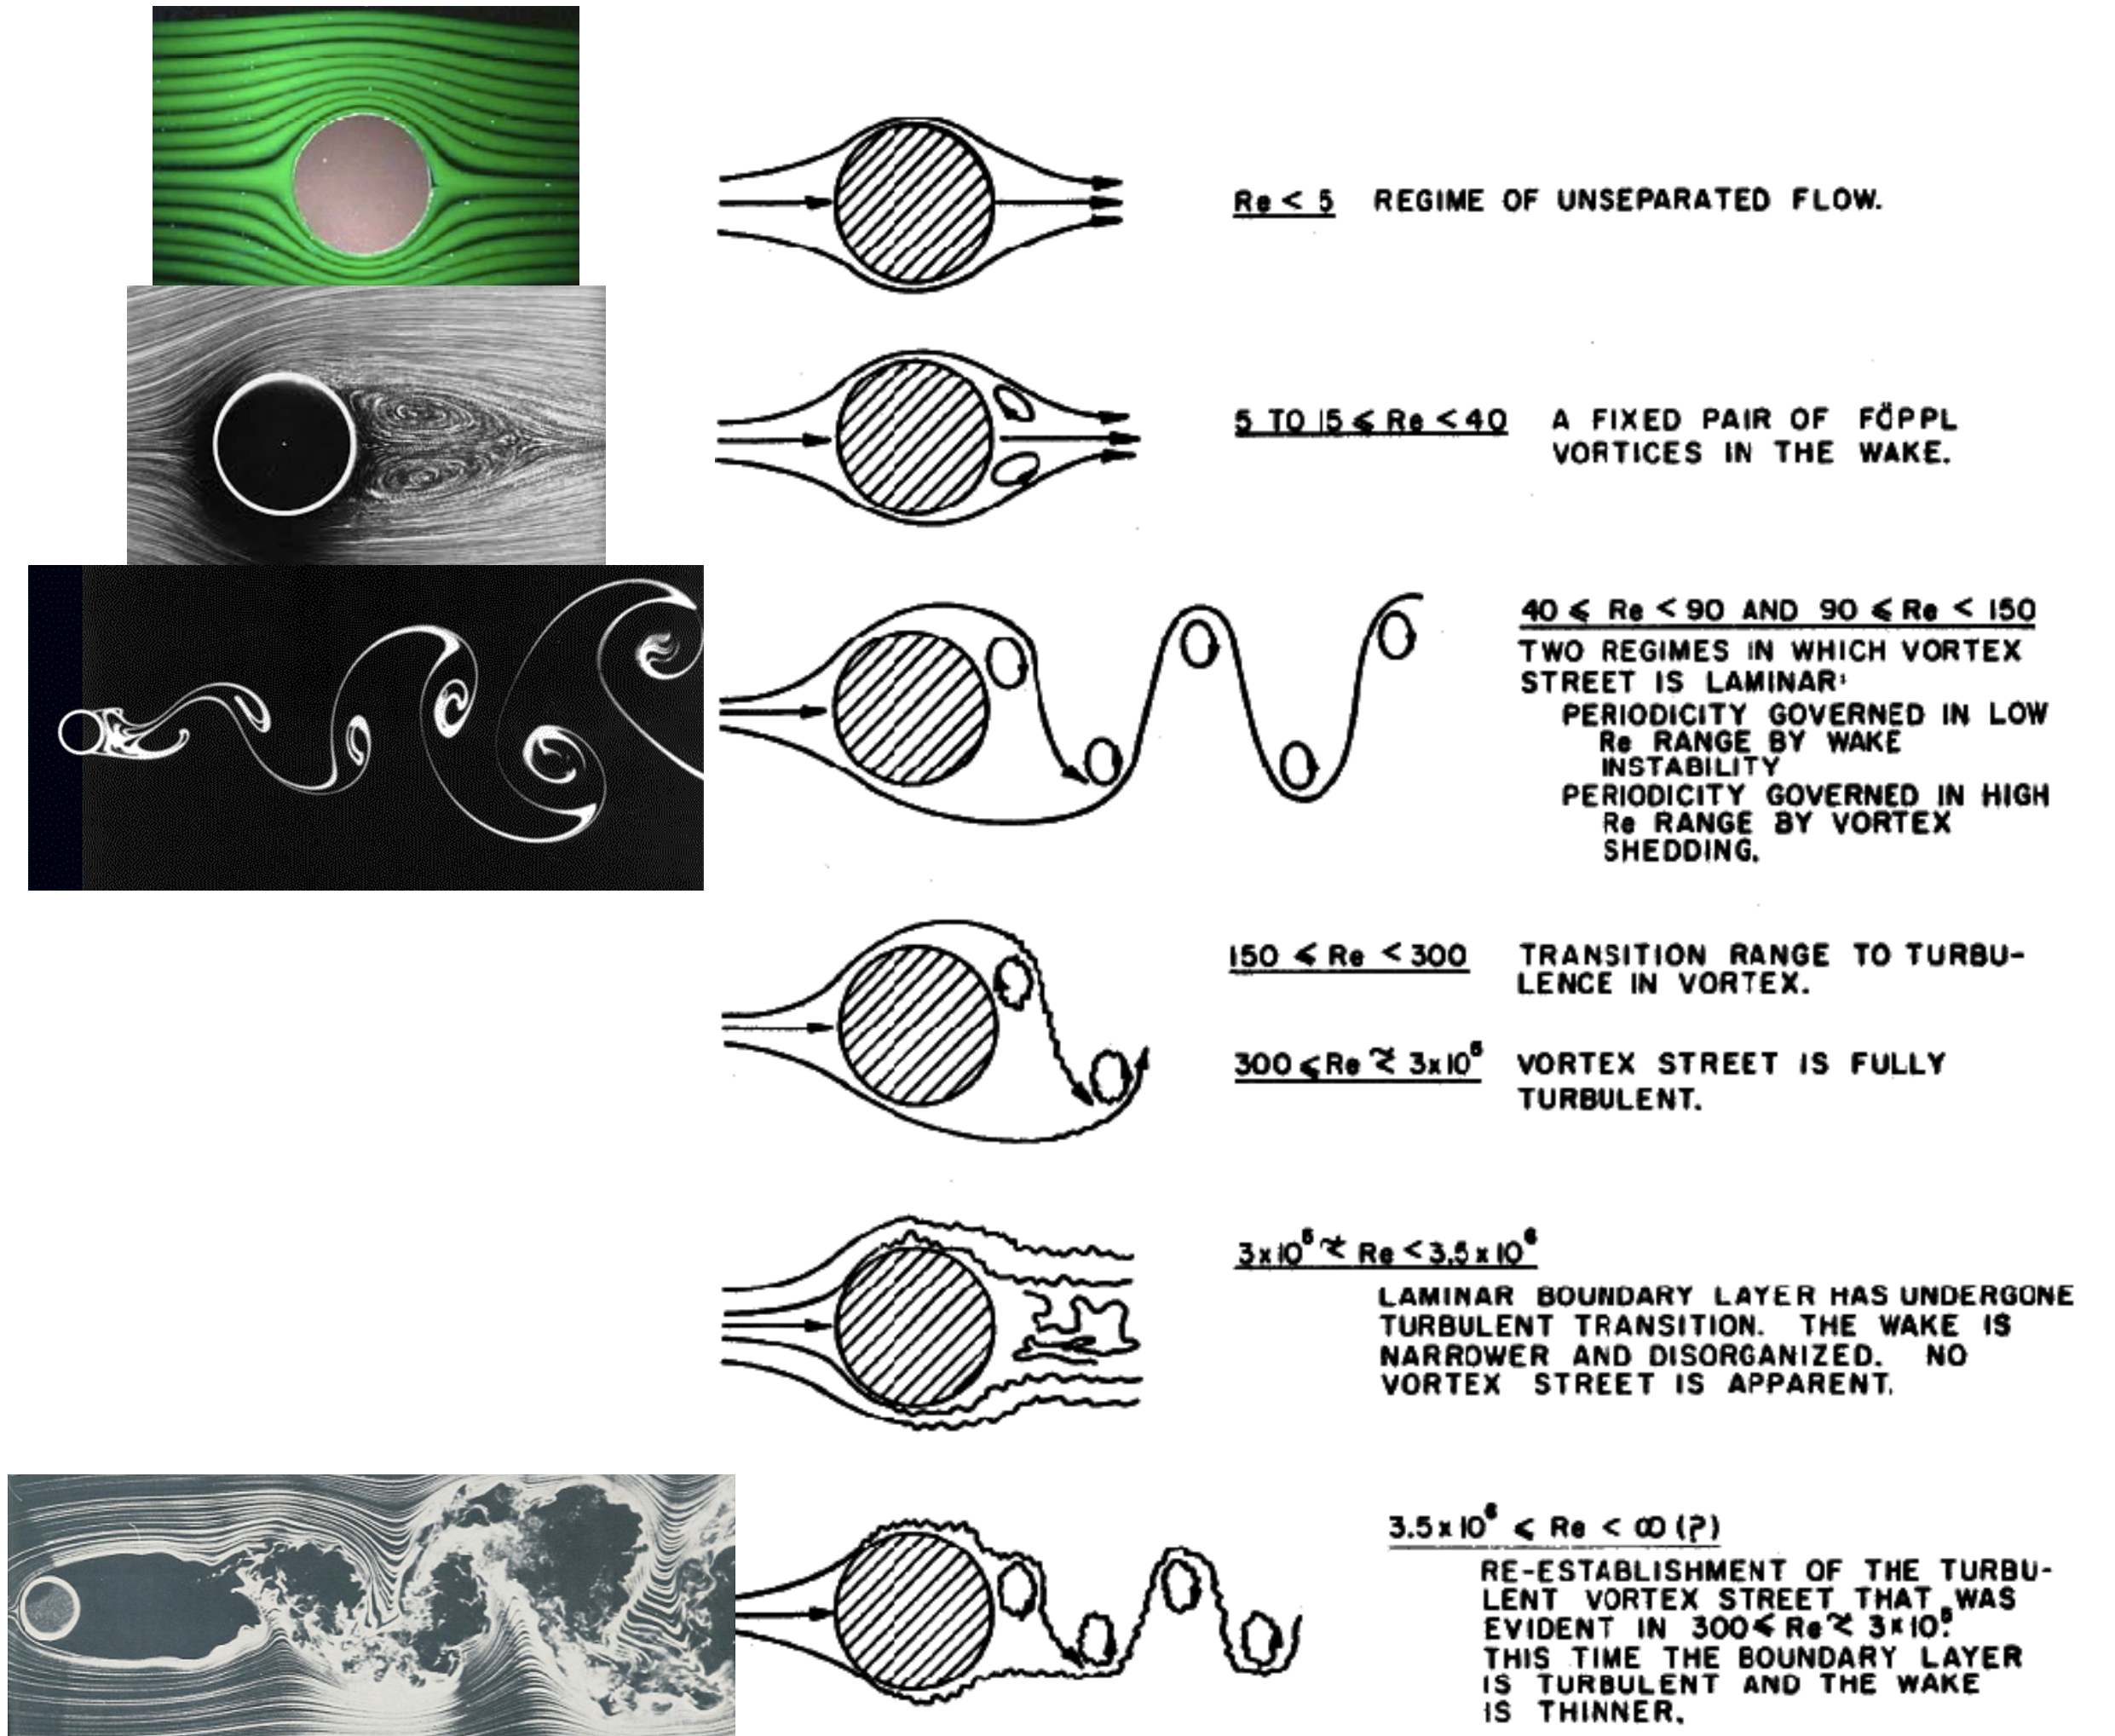 Re < 5 REGIME OF UNSEPARATED FLOW.
5 TO 15 ⩽ Re < 40 A FIXED PAIR OF FÖPPL
VORTICES IN THE WAKE.
40 ⩽ Re < 90 AND 90 ⩽ Re < 150
TWO REGIMES IN WHICH VORTEX
STREET IS LAMINAR:
PERIODICITY GOVERNED IN LOW
Re RANGE BY WAKE
INSTABILITY
PERIODICITY GOVERNED IN HIGH
Re RANGE BY VORTEX
SHEDDING.
150 ⩽ Re < 300 TRANSITION RANGE TO TURBU-
LENCE IN VORTEX.
300 ⩽ Re ≲ 3x10⁵ VORTEX STREET IS FULLY
TURBULENT.
3x10⁵ ≲ Re < 3.5x10⁶
LAMINAR BOUNDARY LAYER HAS UNDERGONE
TURBULENT TRANSITION. THE WAKE IS
NARROWER AND DISORGANIZED. NO
VORTEX STREET IS APPARENT.
3.5x10⁶ ⩽ Re < ∞ (?)
RE-ESTABLISHMENT OF THE TURBU-
LENT VORTEX STREET THAT WAS
EVIDENT IN 300 ⩽ Re ≲ 3x10⁵.
THIS TIME THE BOUNDARY LAYER
IS TURBULENT AND THE WAKE
IS THINNER.